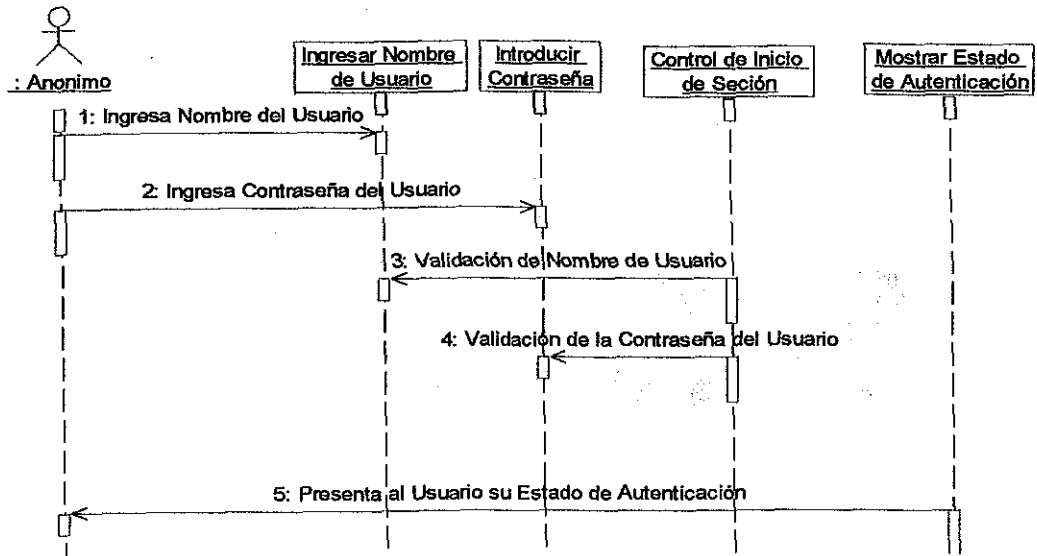 : Anonimo
Ingresar Nombre
de Usuario
Introducir
Contraseña
Control de Inicio
de Seción
Mostrar Estado
de Autenticación
1: Ingresa Nombre del Usuario
2: Ingresa Contraseña del Usuario
3: Validación de Nombre de Usuario
4: Validación de la Contraseña del Usuario
5: Presenta al Usuario su Estado de Autenticación